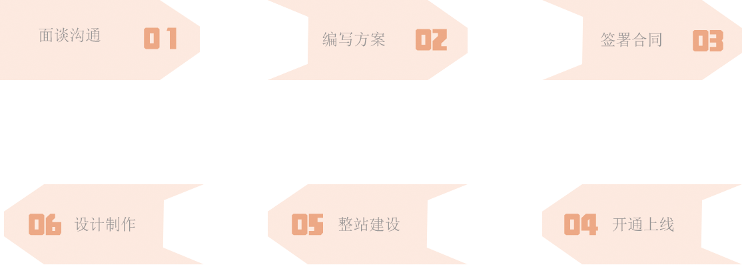 面谈沟通 01
编写方案 02
签署合同 03
06 设计制作
05 整站建设
04 开通上线